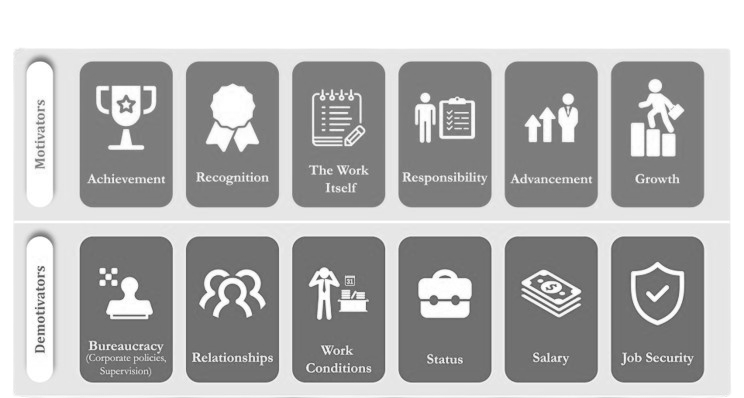 Motivators
Achievement
Recognition
The Work
Itself
Responsibility
Advancement
Growth
Demotivators
Bureaucracy
(Corporate policies,
Supervision)
Relationships
31
Work
Conditions
Status
$
Salary
Job Security